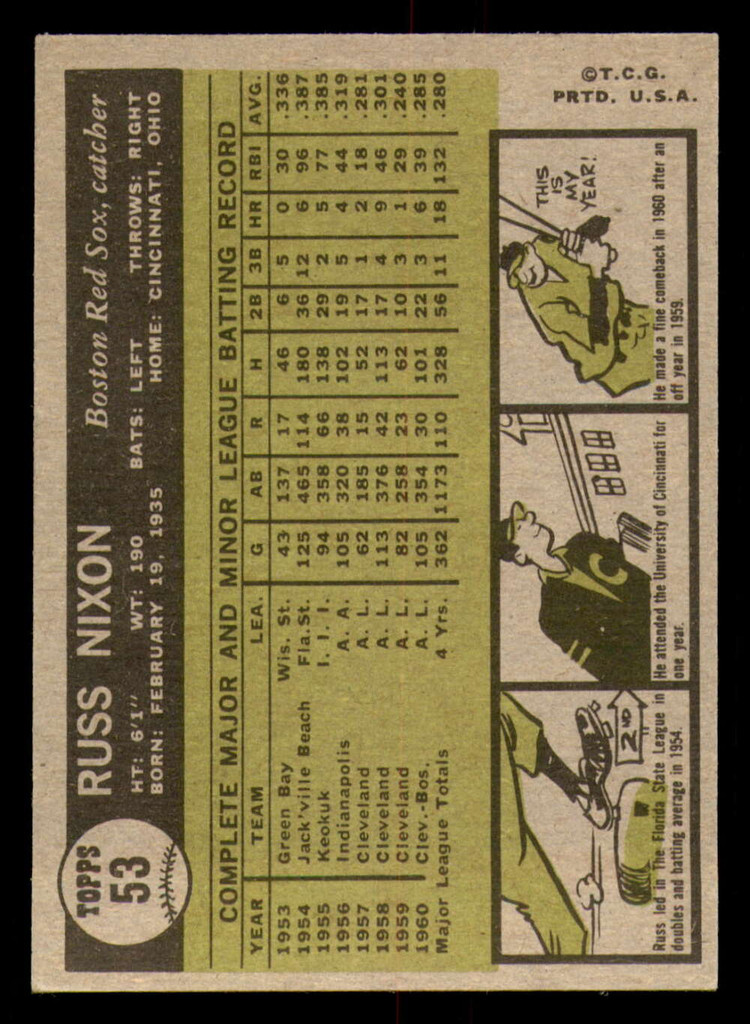 TOPPS
53
RUSS NIXON
Boston Red Sox, catcher
HT: 6'1" WT: 190 BATS: LEFT THROWS: RIGHT
BORN: FEBRUARY 19, 1935 HOME: CINCINNATI, OHIO
COMPLETE MAJOR AND MINOR LEAGUE BATTING RECORD
YEAR TEAM LEA. G AB R H 2B 3B HR RBI AVG.
1953 Green Bay Wis. St. 43 137 17 46 6 5 0 30 .336
1954 Jack'ville Beach Fla. St. 125 465 114 180 36 12 6 96 .387
1955 Keokuk I. I. I. 94 358 66 138 29 2 5 77 .385
1956 Indianapolis A. A. 105 320 38 102 19 5 4 44 .319
1957 Cleveland A. L. 62 185 15 52 17 1 2 18 .281
1958 Cleveland A. L. 113 376 42 113 17 4 9 46 .301
1959 Cleveland A. L. 82 258 23 62 10 3 1 29 .240
1960 Clev.-Bos. A. L. 105 354 30 101 22 3 6 39 .285
Major League Totals 4 Yrs. 362 1173 110 328 56 11 18 132 .280
2ND
Russ led in The Florida State League in
doubles and batting average in 1954.
C
He attended the University of Cincinnati for
one year.
THIS
IS
MY
YEAR!
He made a fine comeback in 1960 after an
off year in 1959.
©T.C.G.
PRTD. U.S.A.